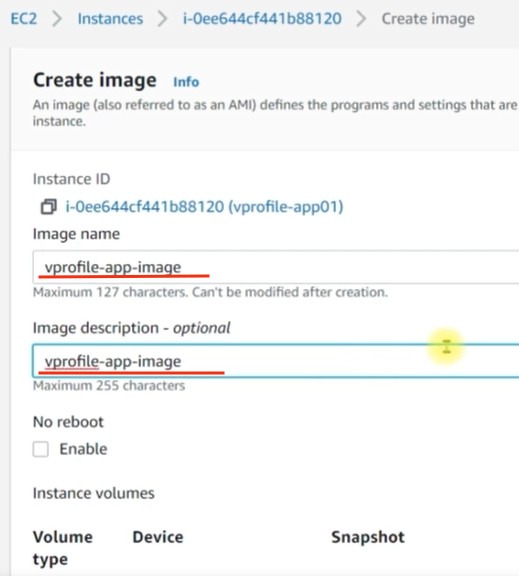 EC2 > Instances > i-0ee644cf441b88120 > Create image
Create image Info
An image (also referred to as an AMI) defines the programs and settings that are
instance.
Instance ID
i-0ee644cf441b88120 (vprofile-app01)
Image name
vprofile-app-image
Maximum 127 characters. Can't be modified after creation.
Image description - optional
vprofile-app-image
Maximum 255 characters
No reboot
Enable
Instance volumes
Volume type Device Snapshot